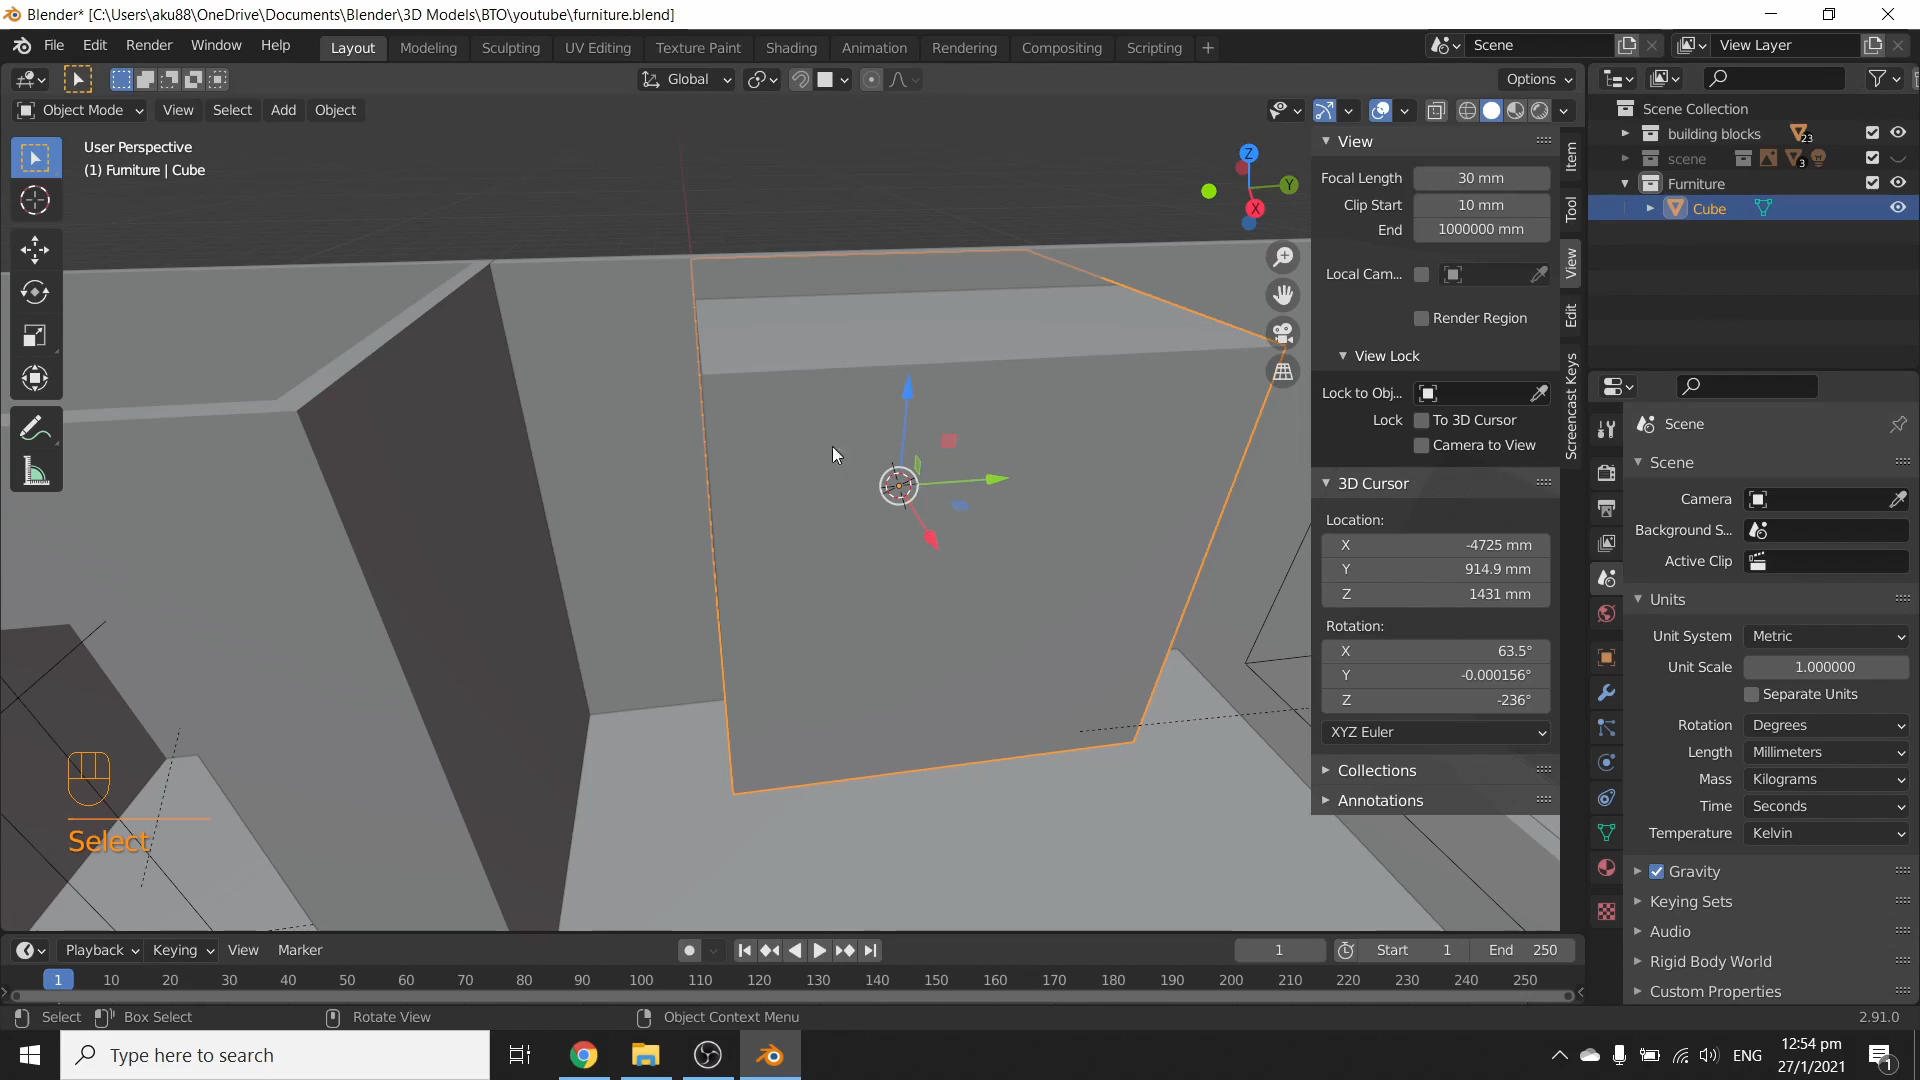 Blender* [C:\Users\aku88\OneDrive\Documents\Blender\3D Models\BTO\youtube\furniture.blend]
File Edit Render Window Help Layout Modeling Sculpting UV Editing Texture Paint Shading Animation Rendering Compositing Scripting + Scene View Layer
Global Options
Object Mode View Select Add Object
User Perspective
(1) Furniture | Cube
Z
Y
X
View
Focal Length 30 mm
Clip Start 10 mm
End 1000000 mm
Local Cam...
Render Region
View Lock
Lock to Obj...
Lock To 3D Cursor
Camera to View
3D Cursor
Location:
X -4725 mm
Y 914.9 mm
Z 1431 mm
Rotation:
X 63.5°
Y -0.000156°
Z -236°
XYZ Euler
Collections
Annotations
Item
Tool
View
Edit
Screencast Keys
Scene Collection
building blocks 23
scene 3
Furniture
Cube
Scene
Scene
Camera
Background S...
Active Clip
Units
Unit System Metric
Unit Scale 1.000000
Separate Units
Rotation Degrees
Length Millimeters
Mass Kilograms
Time Seconds
Temperature Kelvin
Gravity
Keying Sets
Audio
Rigid Body World
Custom Properties
Select
Playback Keying View Marker 1 Start 1 End 250
1 10 20 30 40 50 60 70 80 90 100 110 120 130 140 150 160 170 180 190 200 210 220 230 240 250
Select Box Select Rotate View Object Context Menu 2.91.0
Type here to search
ENG
12:54 pm
27/1/2021
1